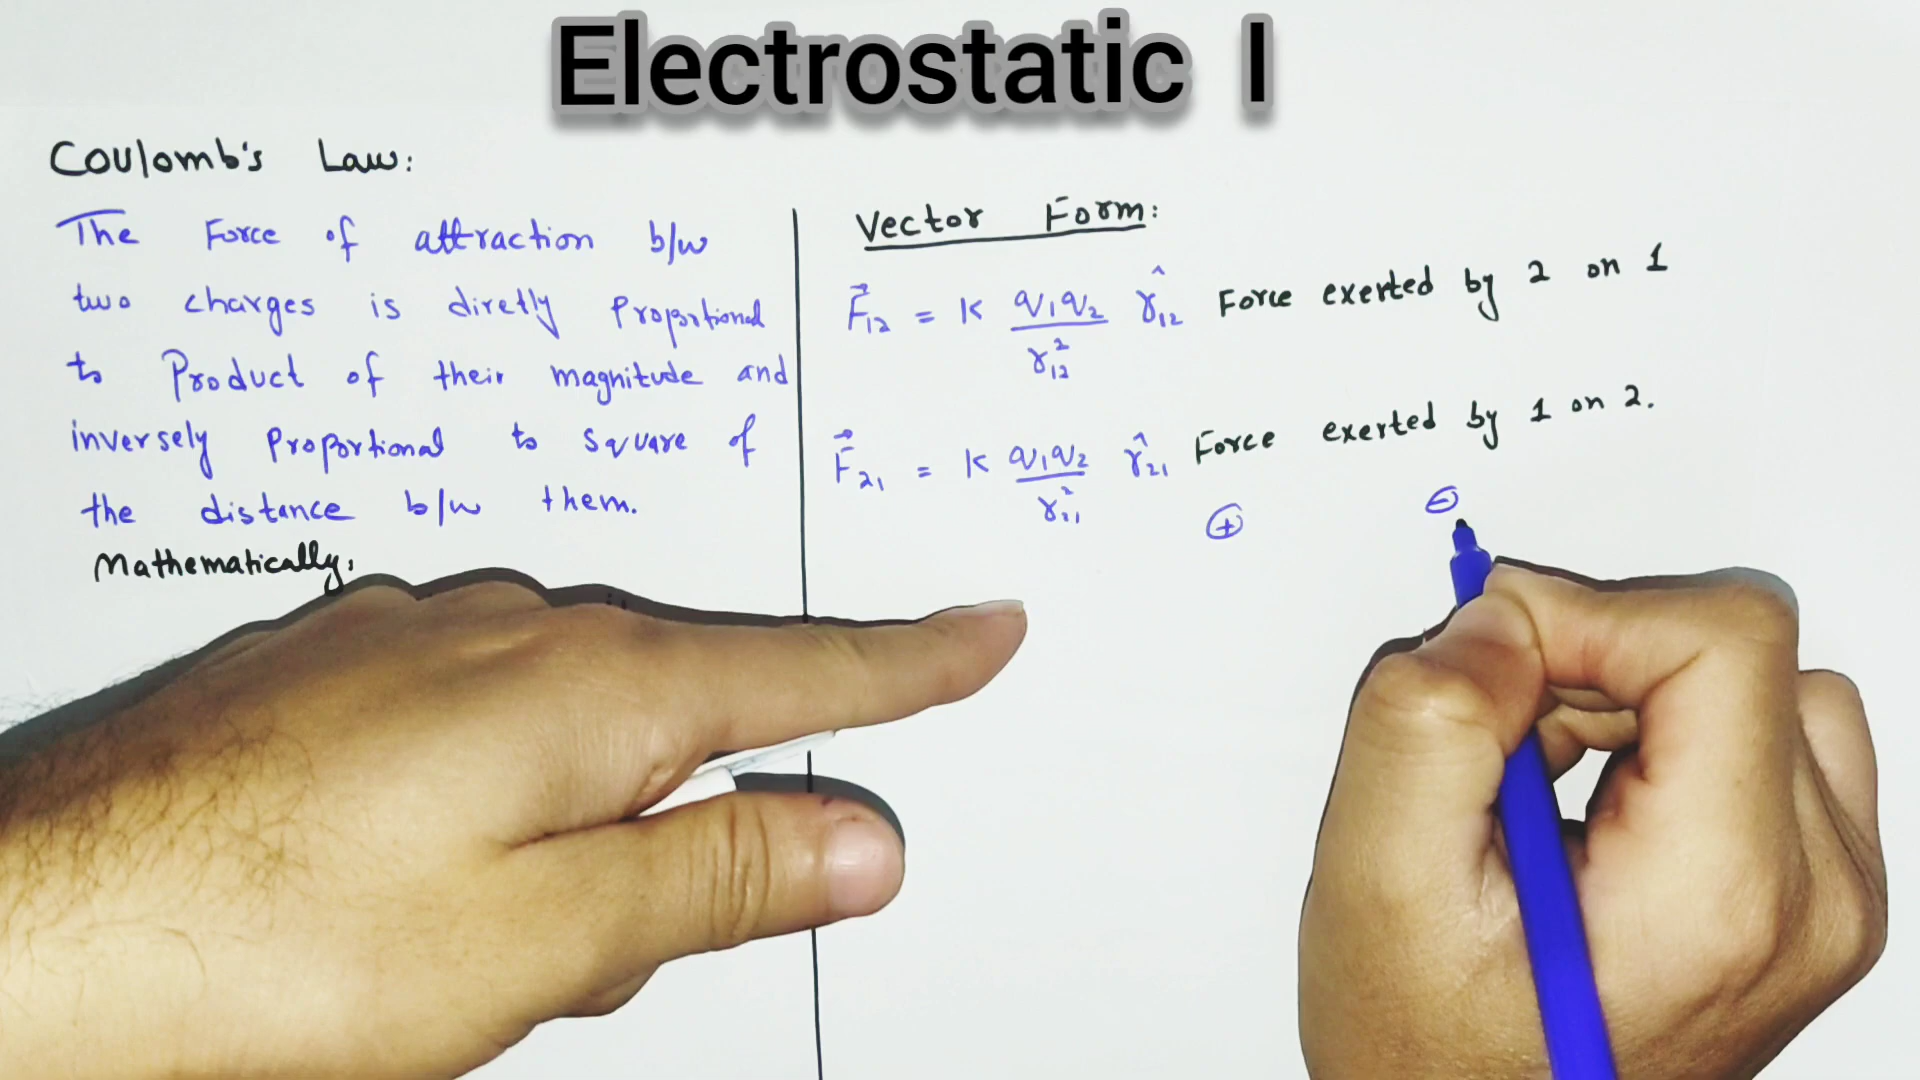 Electrostatic I
Coulomb's Law:
The Force of attraction b/w
two charges is diretly Proportional
to Product of their magnitude and
inversely Proportional to square of
the distance b/w them.
Mathematically:
Vector Form:
F⃗₁₂ = K q₁q₂/r₁₂² r̂₁₂ Force exerted by 2 on 1
F⃗₂₁ = K q₁q₂/r₂₁² r̂₂₁ Force exerted by 1 on 2.
⊕ ⊖